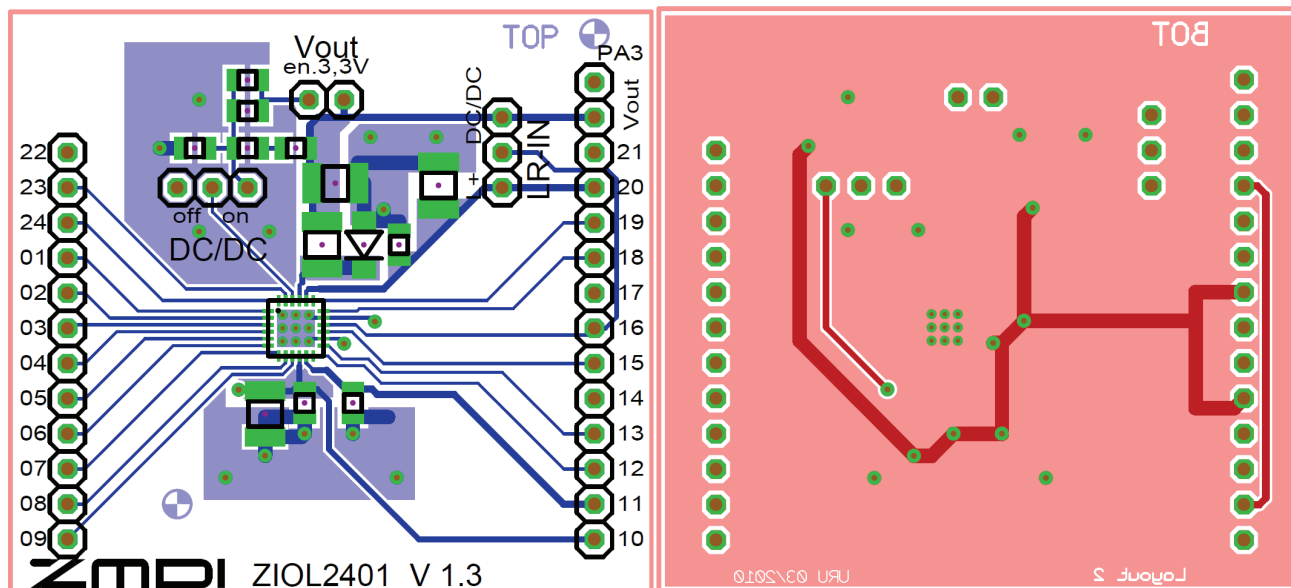 TOP
Vout
en.3,3V
PA3
Vout
DC/DC
LR-IN
L+
22
23
24
01
02
03
04
05
06
07
08
09
off on
DC/DC
21
20
19
18
17
16
15
14
13
12
11
10
ZMDI ZIOL2401 V 1.3
BOT
URU 03/2010
Layout 2